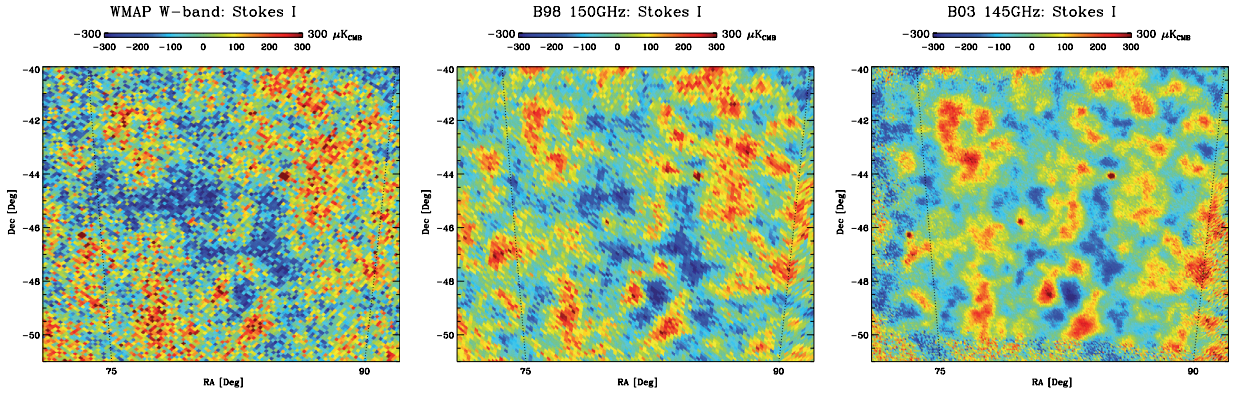 WMAP W-band: Stokes I
-300 300 μK_CMB
-300 -200 -100 0 100 200 300
-40
-42
-44
-46
-48
-50
Dec [Deg]
75 90
RA [Deg]
B98 150GHz: Stokes I
-300 300 μK_CMB
-300 -200 -100 0 100 200 300
-40
-42
-44
-46
-48
-50
Dec [Deg]
75 90
RA [Deg]
B03 145GHz: Stokes I
-300 300 μK_CMB
-300 -200 -100 0 100 200 300
-40
-42
-44
-46
-48
-50
Dec [Deg]
75 90
RA [Deg]